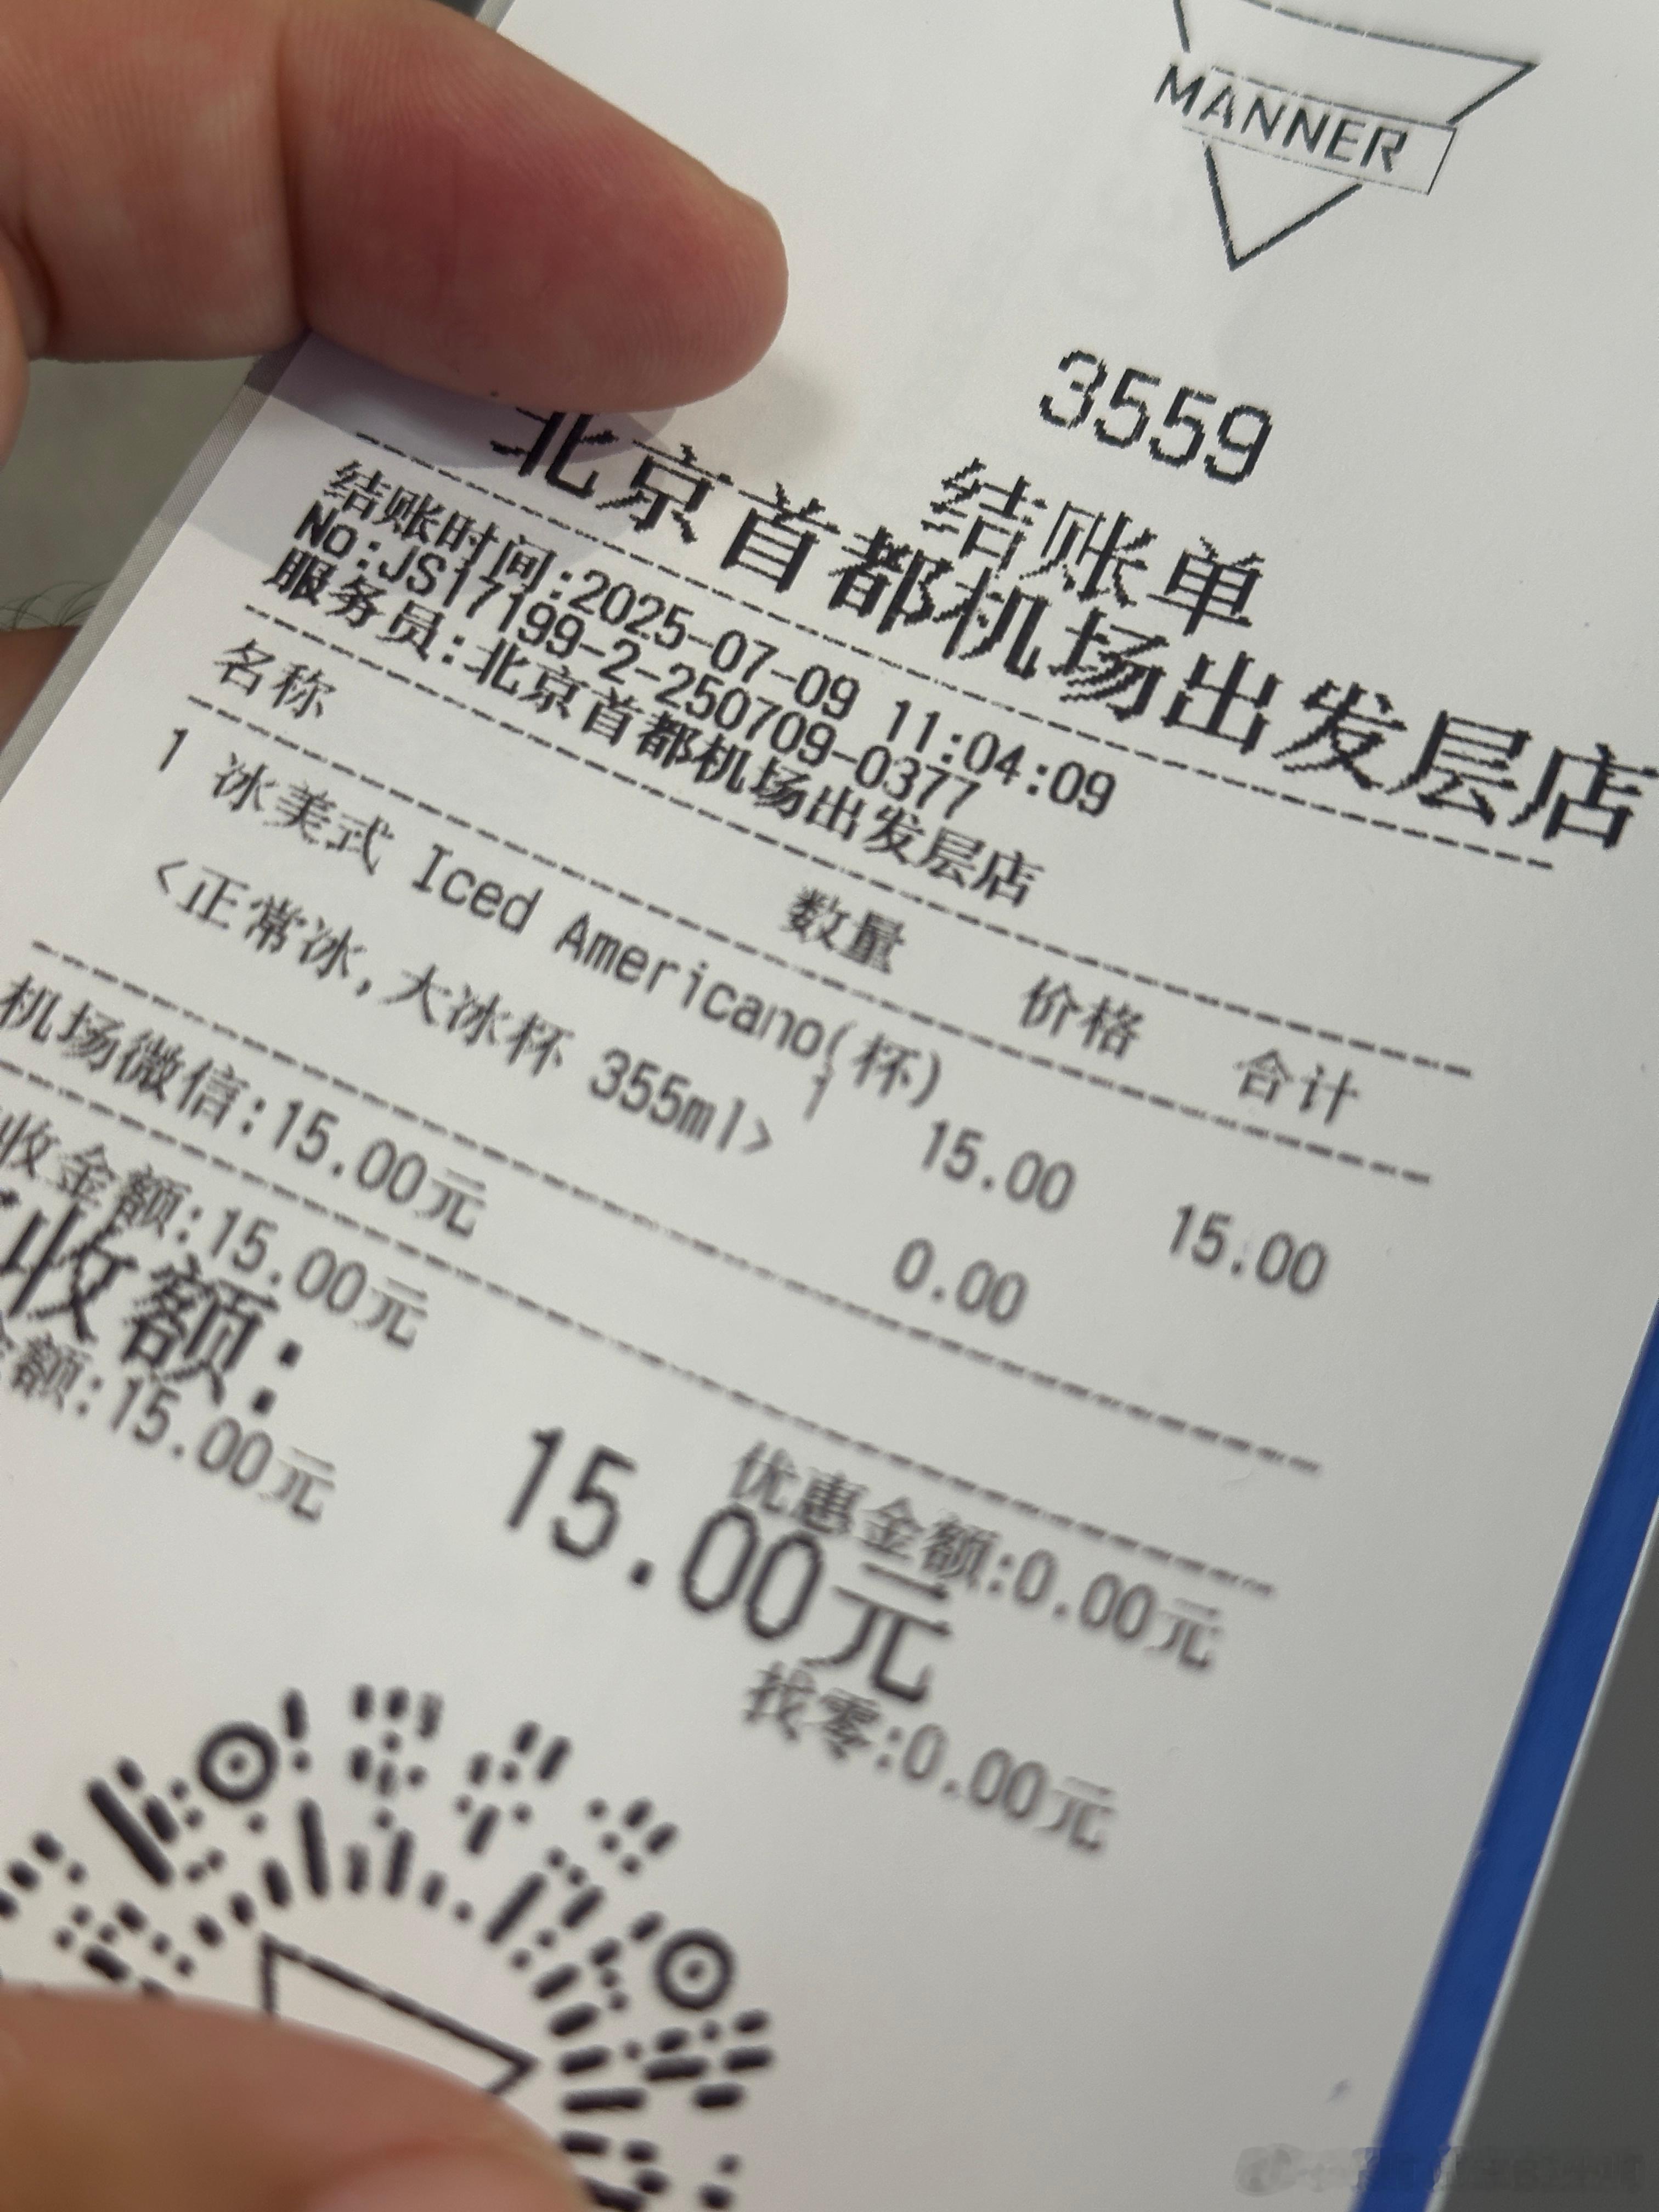 MANNER
3559
结账单
北京首都机场出发层店
结账时间:2025-07-09 11:04:09
No:JS17199-2-250709-0377
服务员:北京首都机场出发层店
名称 数量 价格 合计
1 冰美式 Iced Americano(杯)
1 15.00 15.00
<正常冰,大冰杯 355ml> 0.00
机场微信:15.00元
收金额:15.00元 优惠金额:0.00元
收额: 15.00元
金额:15.00元 找零:0.00元